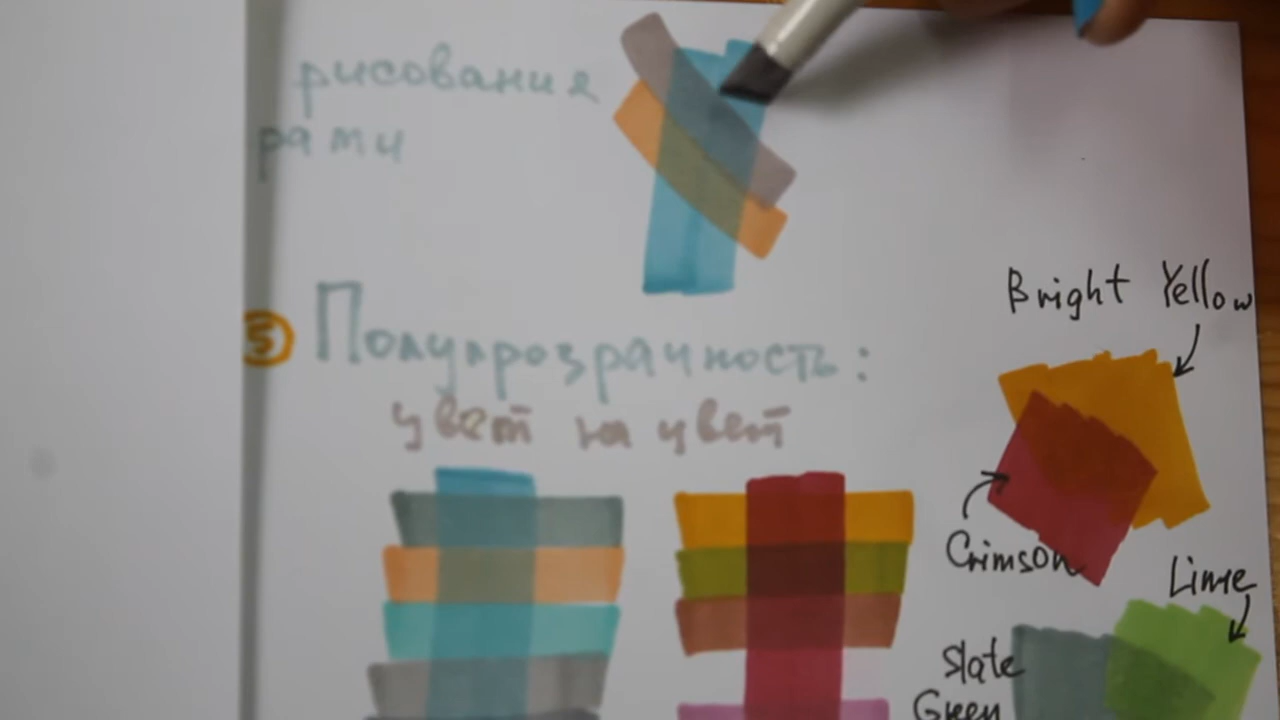 рисования
рами
5 Полупрозрачность:
цвет на цвет
Bright Yellow
Crimson
Lime
Slate
Green